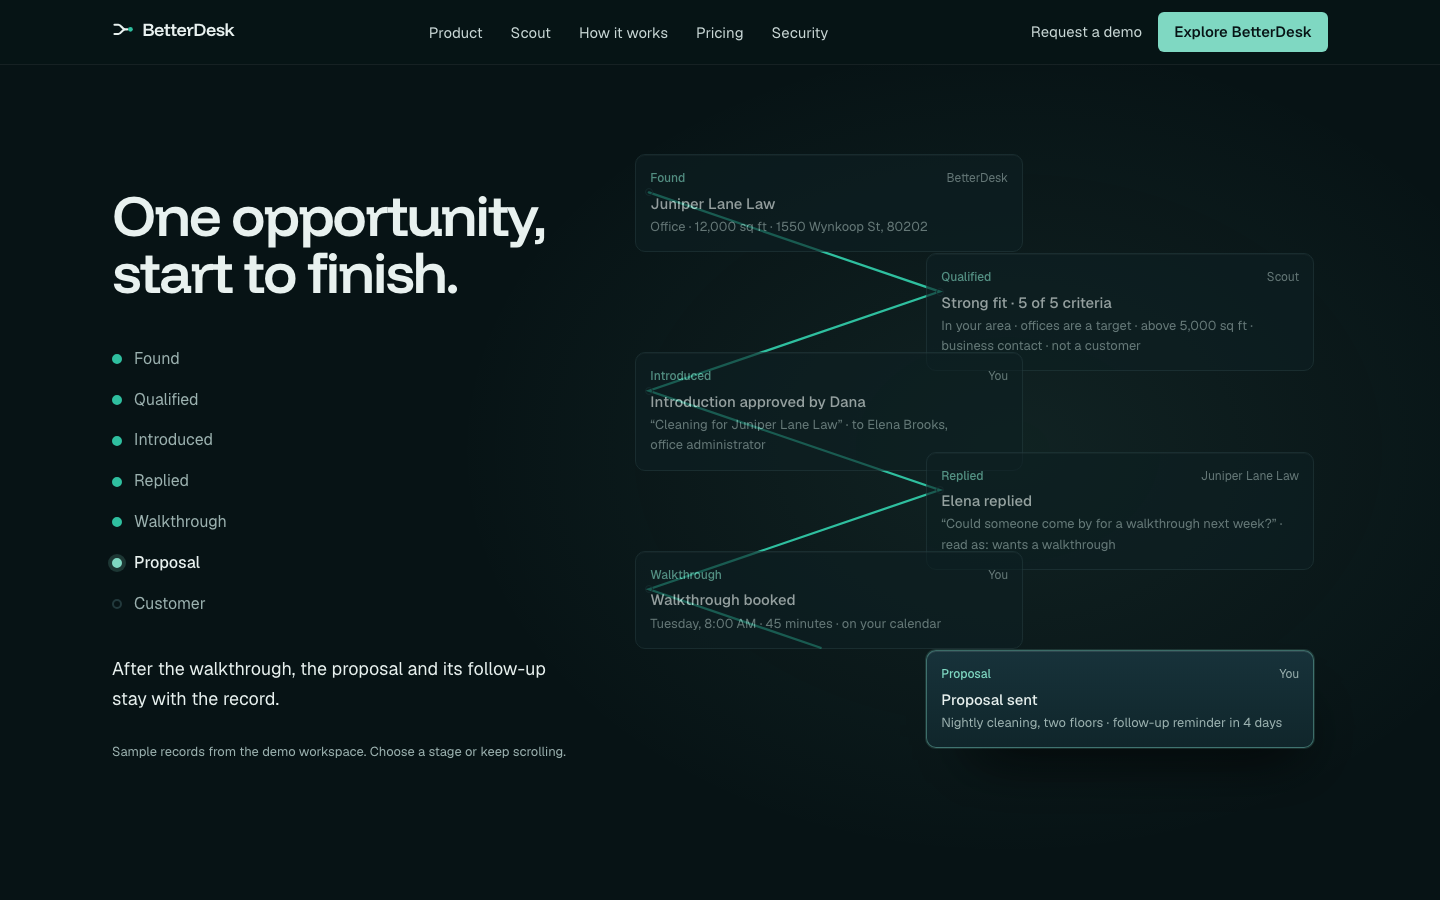 BetterDesk
Product
Scout
How it works
Pricing
Security
Request a demo
Explore BetterDesk
One opportunity,
start to finish.
Found
Qualified
Introduced
Replied
Walkthrough
Proposal
Customer
After the walkthrough, the proposal and its follow-up
stay with the record.
Sample records from the demo workspace. Choose a stage or keep scrolling.
Found
BetterDesk
Juniper Lane Law
Office · 12,000 sq ft · 1550 Wynkoop St, 80202
Qualified
Scout
Strong fit · 5 of 5 criteria
In your area · offices are a target · above 5,000 sq ft ·
business contact · not a customer
Introduced
You
Introduction approved by Dana
“Cleaning for Juniper Lane Law” · to Elena Brooks,
office administrator
Replied
Juniper Lane Law
Elena replied
“Could someone come by for a walkthrough next week?” ·
read as: wants a walkthrough
Walkthrough
You
Walkthrough booked
Tuesday, 8:00 AM · 45 minutes · on your calendar
Proposal
You
Proposal sent
Nightly cleaning, two floors · follow-up reminder in 4 days